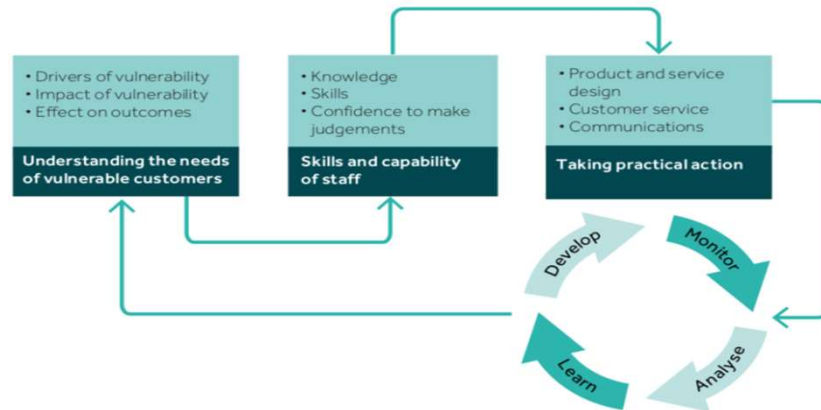 • Drivers of vulnerability
• Impact of vulnerability
• Effect on outcomes
Understanding the needs
of vulnerable customers
• Knowledge
• Skills
• Confidence to make
judgements
Skills and capability
of staff
• Product and service
design
• Customer service
• Communications
Taking practical action
Develop
Monitor
Analyse
Learn